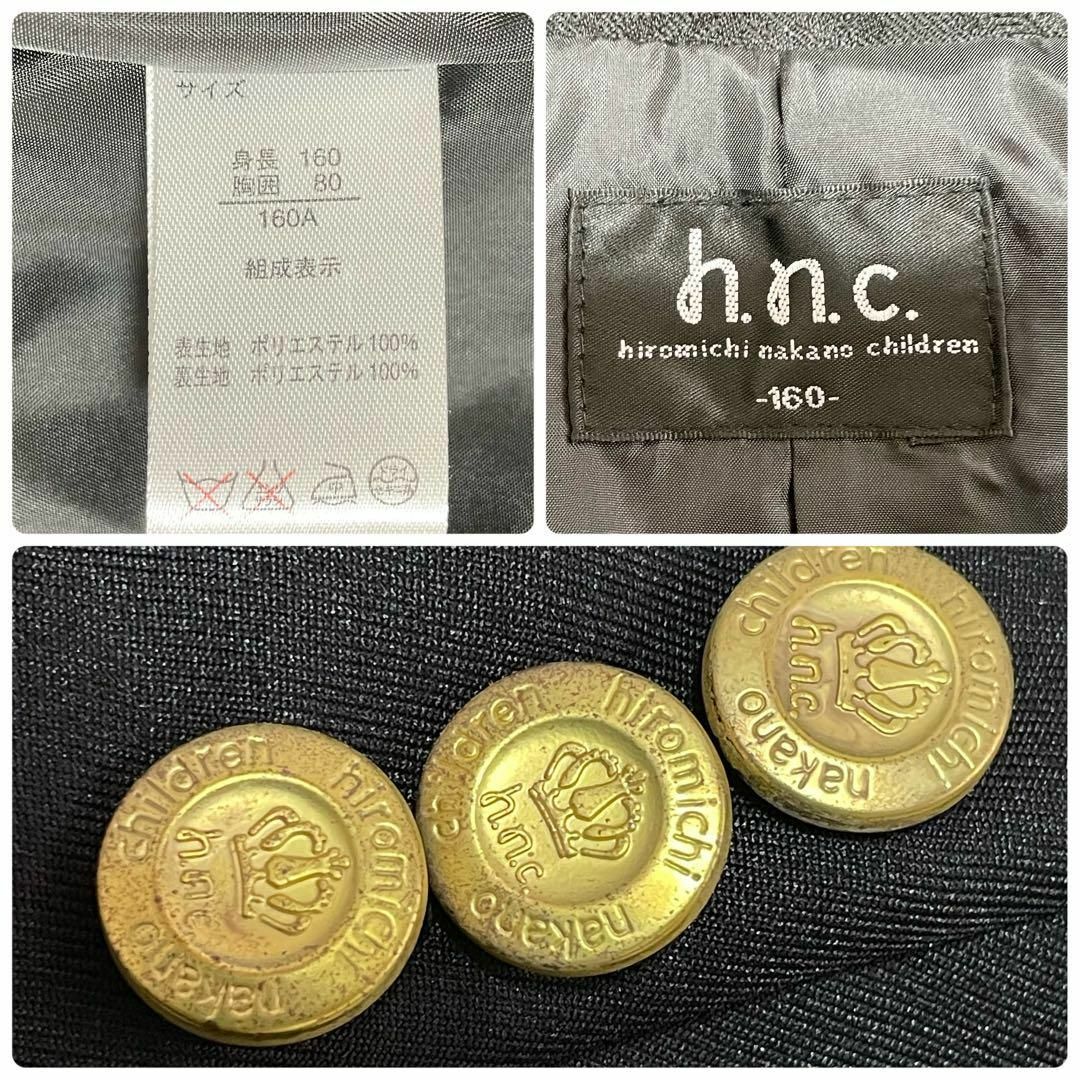 サイズ
身長 160
胸囲 80
160A
組成表示
表生地 ポリエステル100%
裏生地 ポリエステル100%
h.n.c.
hiromichi nakano children
-160-
children hiromichi nakano
h.n.c.
children hiromichi nakano
h.n.c.
children hiromichi nakano
h.n.c.